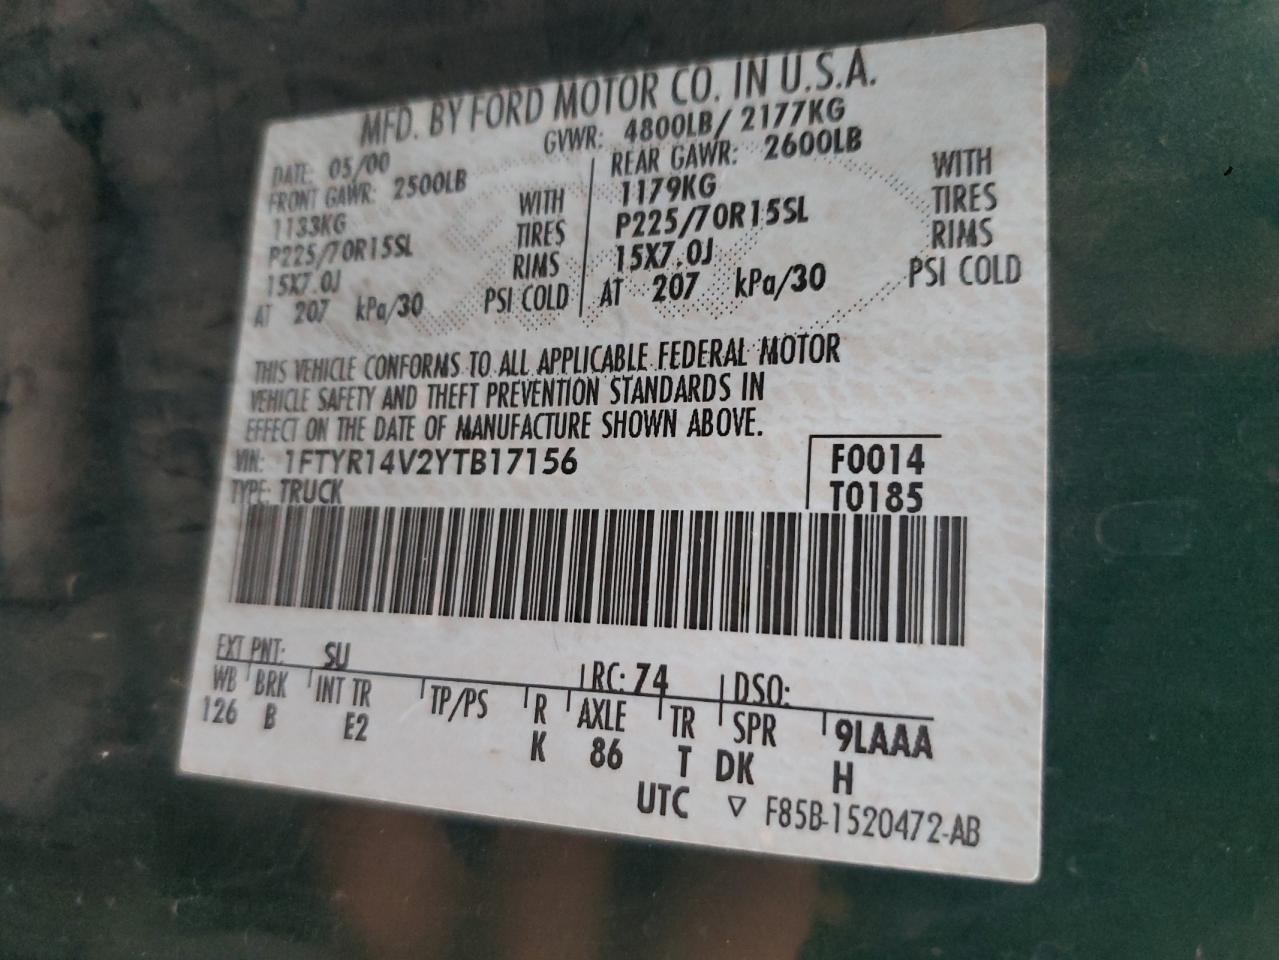 MFD. BY FORD MOTOR CO. IN U.S.A.
DATE: 05/00 GVWR: 4800LB/ 2177KG
FRONT GAWR: 2500LB REAR GAWR: 2600LB
1133KG WITH 1179KG WITH
P225/70R15SL TIRES P225/70R15SL TIRES
15X7.0J RIMS 15X7.0J RIMS
AT 207 kPa/30 PSI COLD AT 207 kPa/30 PSI COLD
THIS VEHICLE CONFORMS TO ALL APPLICABLE FEDERAL MOTOR
VEHICLE SAFETY AND THEFT PREVENTION STANDARDS IN
EFFECT ON THE DATE OF MANUFACTURE SHOWN ABOVE.
VIN: 1FTYR14V2YTB17156 F0014
TYPE: TRUCK T0185
EXT PNT: SU RC: 74 DSO:
WB BRK INT TR TP/PS R AXLE TR SPR 9LAAA
126 B E2 K 86 T DK H
UTC ▽ F85B-1520472-AB